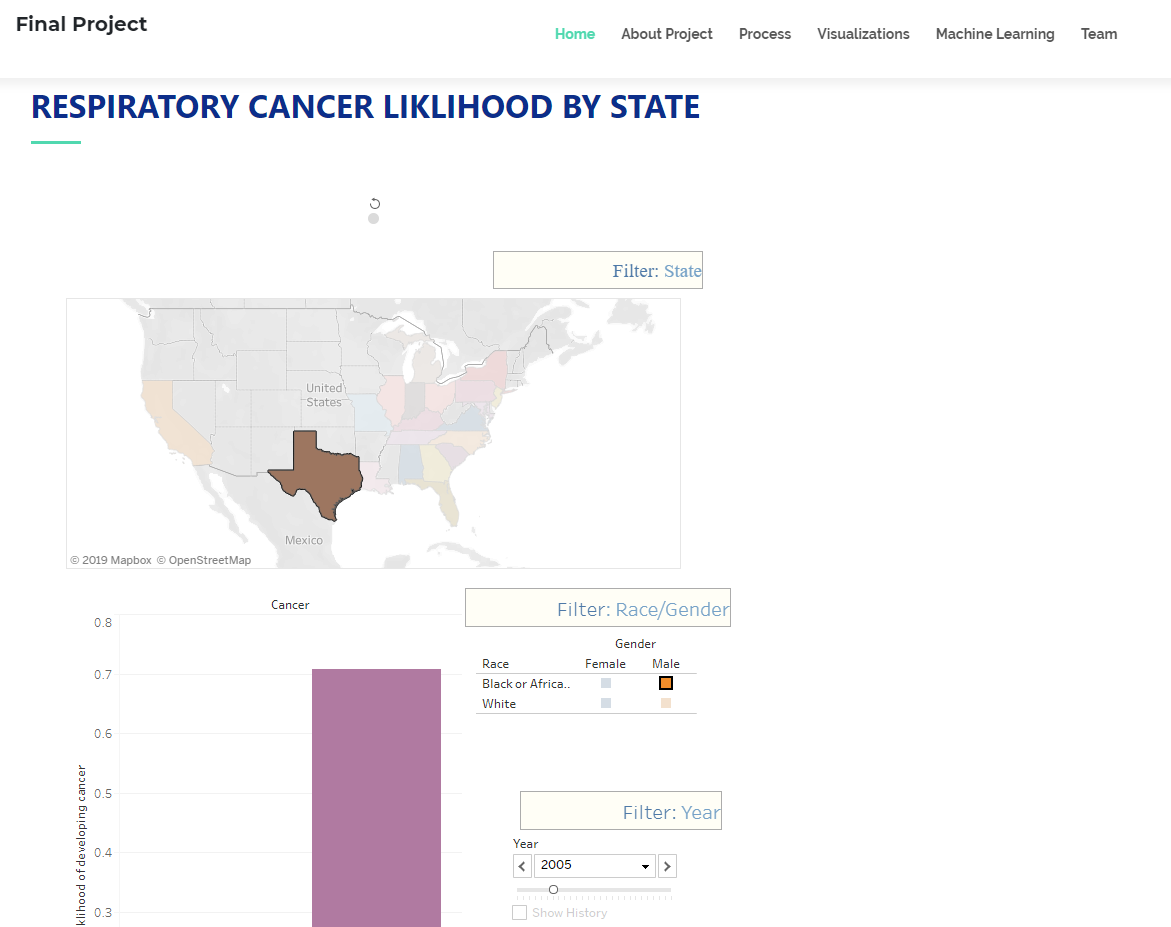 Final Project
Home About Project Process Visualizations Machine Learning Team
RESPIRATORY CANCER LIKLIHOOD BY STATE
Filter: State
United
States
Mexico
© 2019 Mapbox © OpenStreetMap
Cancer
Filter: Race/Gender
0.8
Gender
Race Female Male
0.7
Black or Africa..
White
0.6
0.5
Filter: Year
Year
0.4
2005
0.3
Show History
klihood of developing cancer